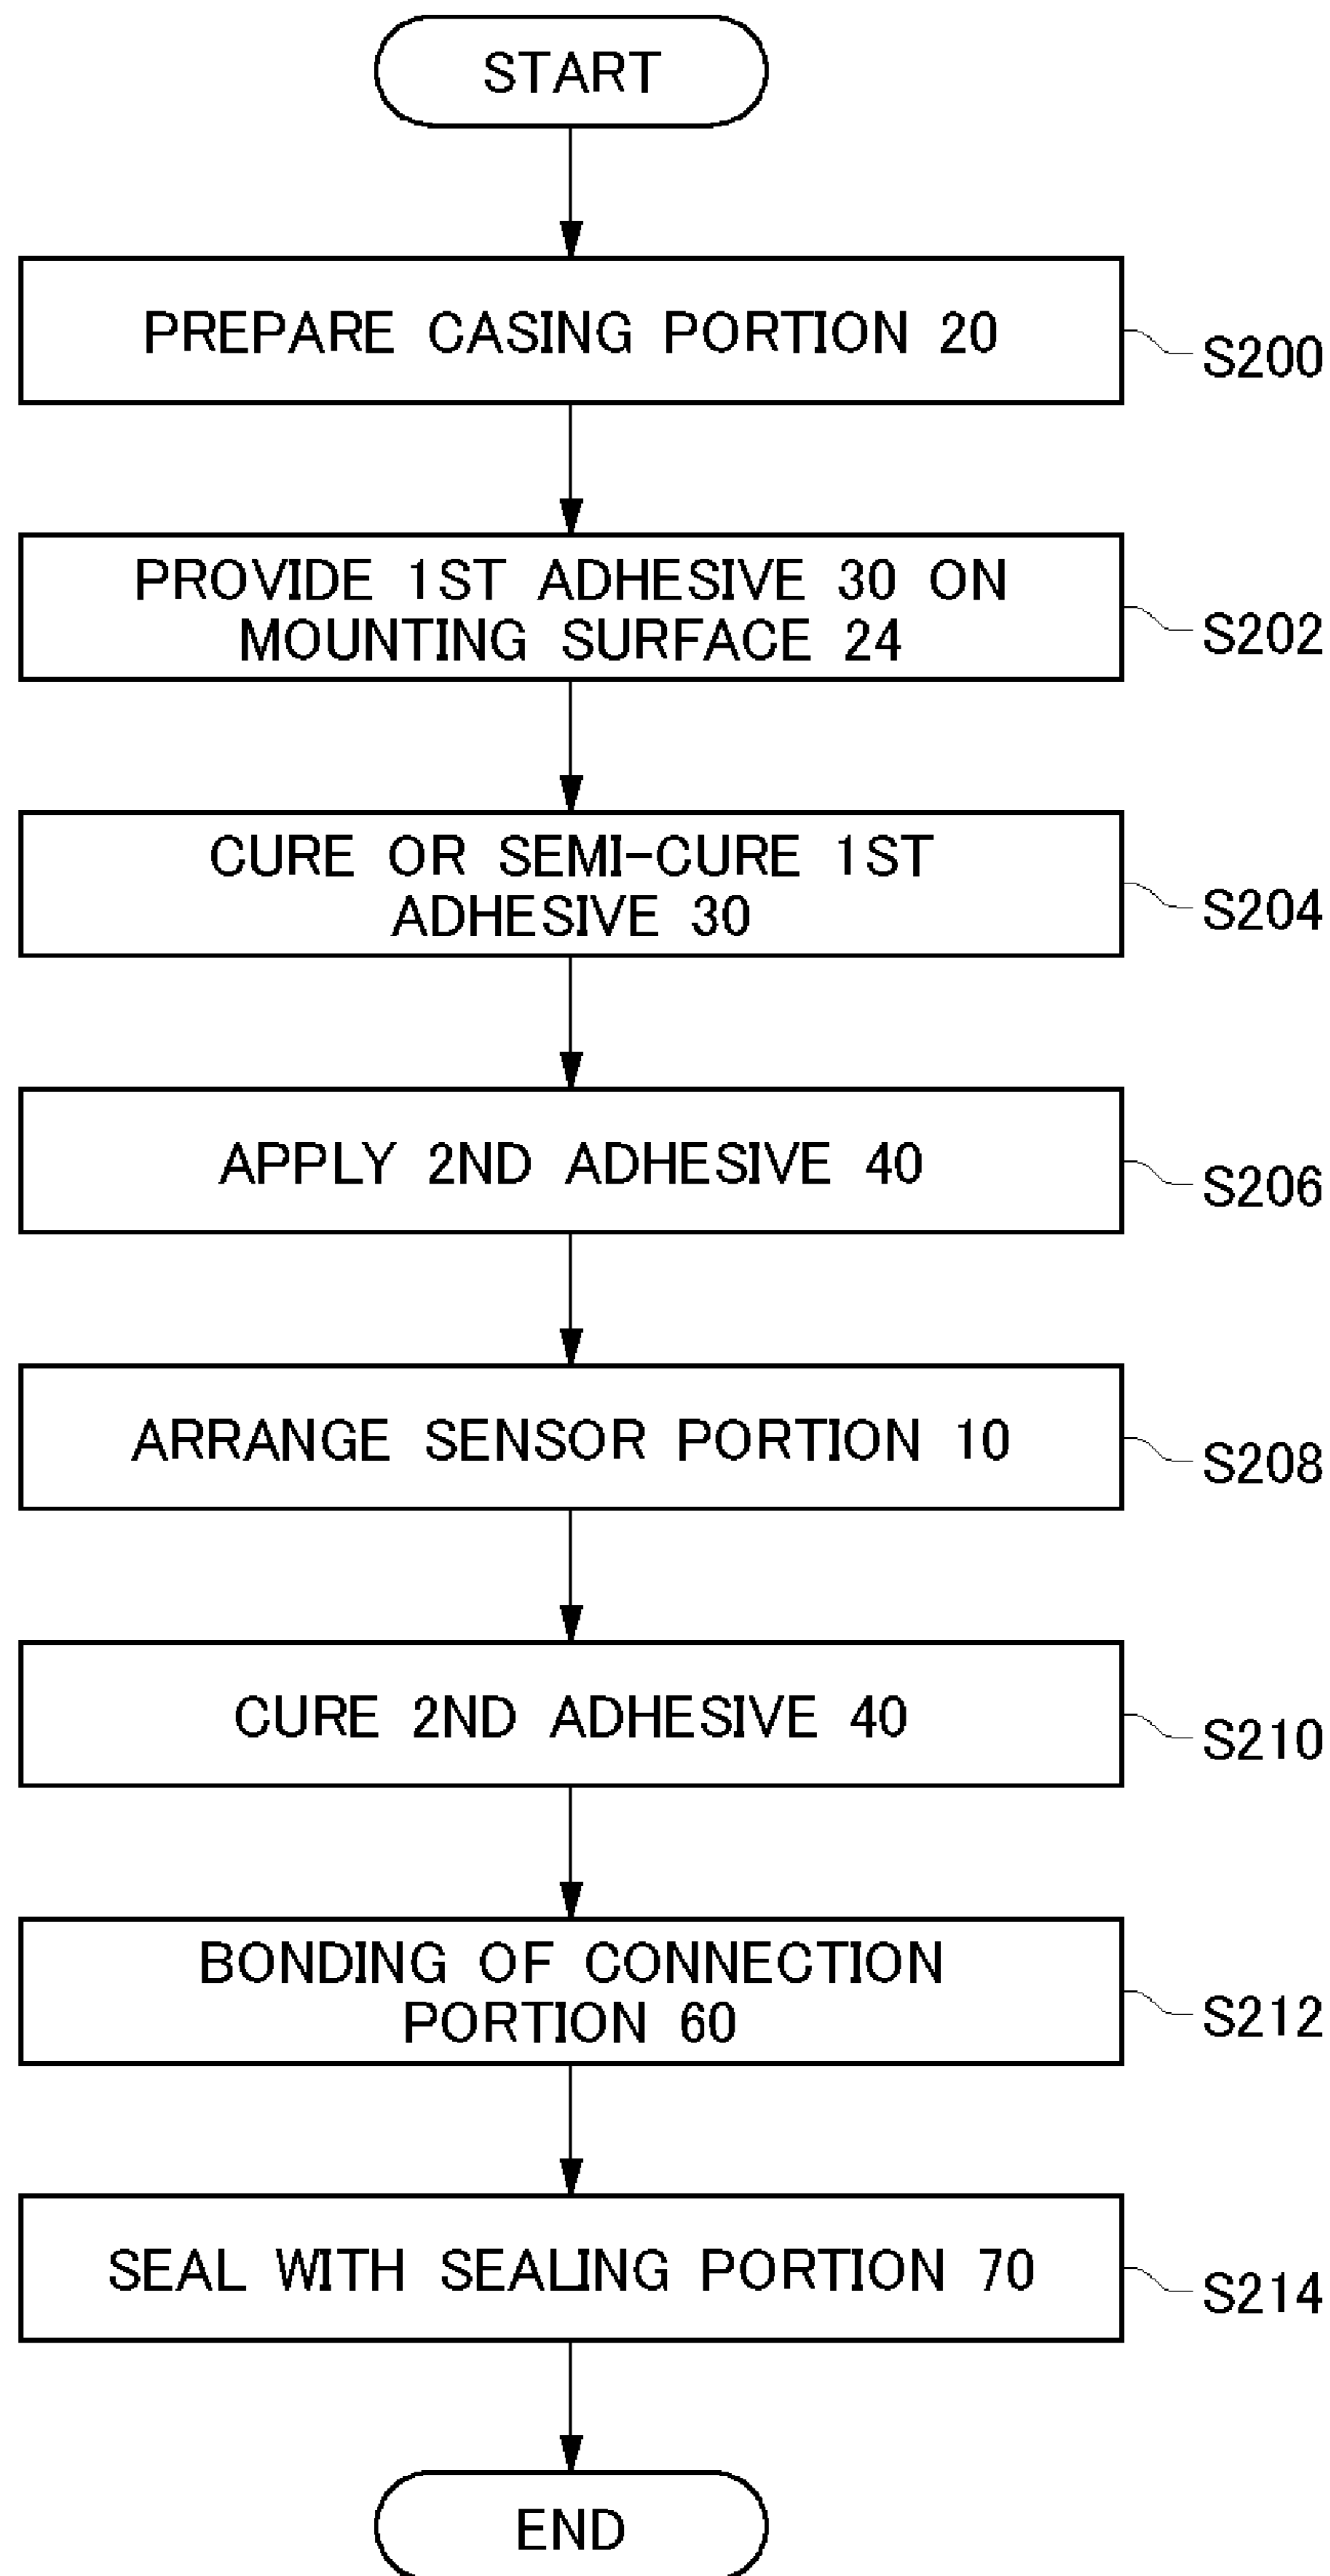 START
PREPARE CASING PORTION 20
S200
PROVIDE 1ST ADHESIVE 30 ON
MOUNTING SURFACE 24
S202
CURE OR SEMI-CURE 1ST
ADHESIVE 30
S204
APPLY 2ND ADHESIVE 40
S206
ARRANGE SENSOR PORTION 10
S208
CURE 2ND ADHESIVE 40
S210
BONDING OF CONNECTION
PORTION 60
S212
SEAL WITH SEALING PORTION 70
S214
END